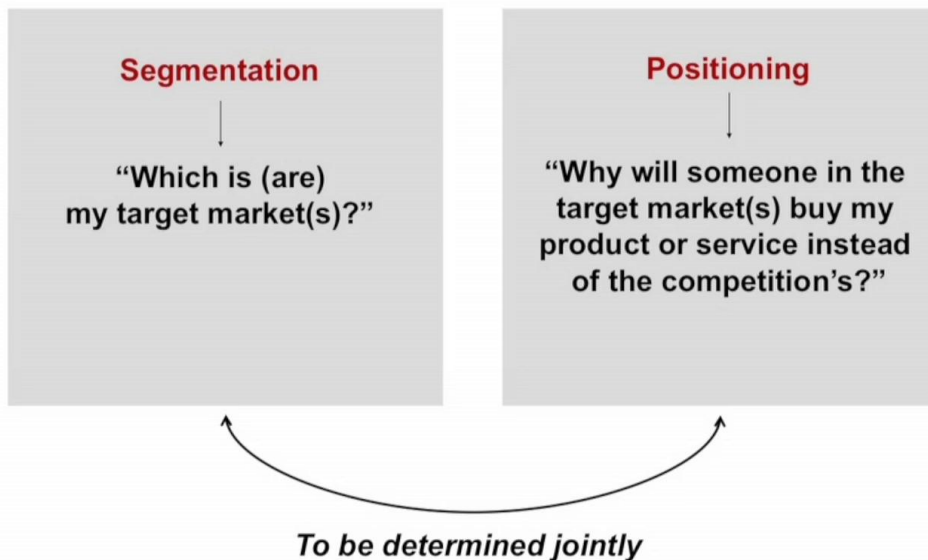 Segmentation
“Which is (are)
my target market(s)?”
Positioning
“Why will someone in the
target market(s) buy my
product or service instead
of the competition’s?”
To be determined jointly